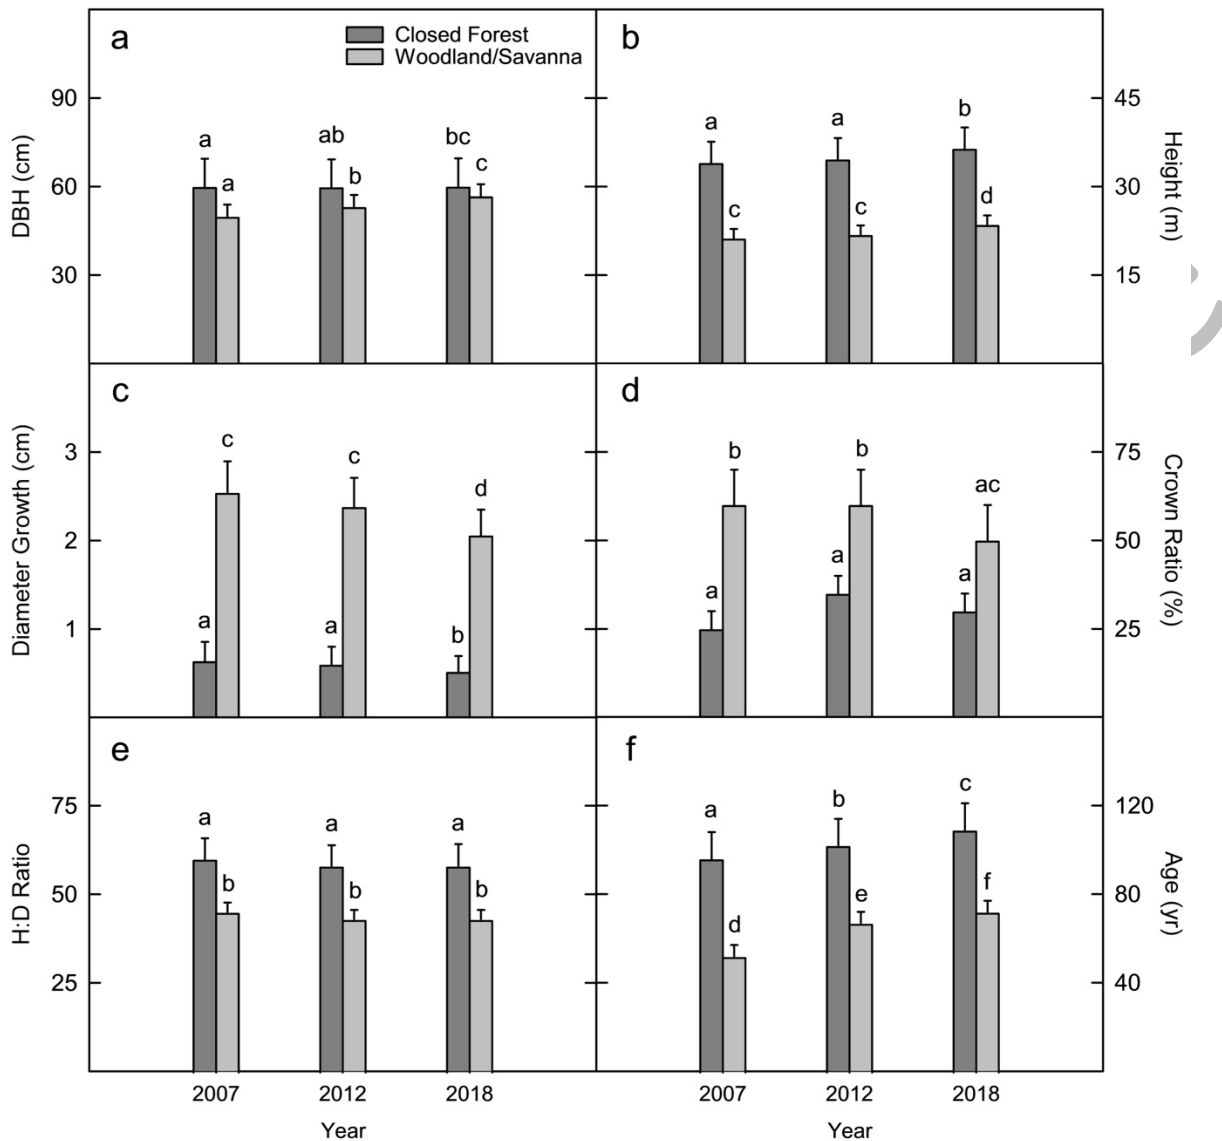 a
Closed Forest
Woodland/Savanna
b
90
60
30
DBH (cm)
a
a
ab
b
bc
c
45
30
15
Height (m)
a
c
a
c
b
d
c
3
2
1
Diameter Growth (cm)
a
c
a
c
b
d
d
75
50
25
Crown Ratio (%)
a
b
a
b
a
ac
e
75
50
25
H:D Ratio
a
b
a
b
a
b
f
120
80
40
Age (yr)
a
d
b
e
c
f
2007 2012 2018
Year
2007 2012 2018
Year